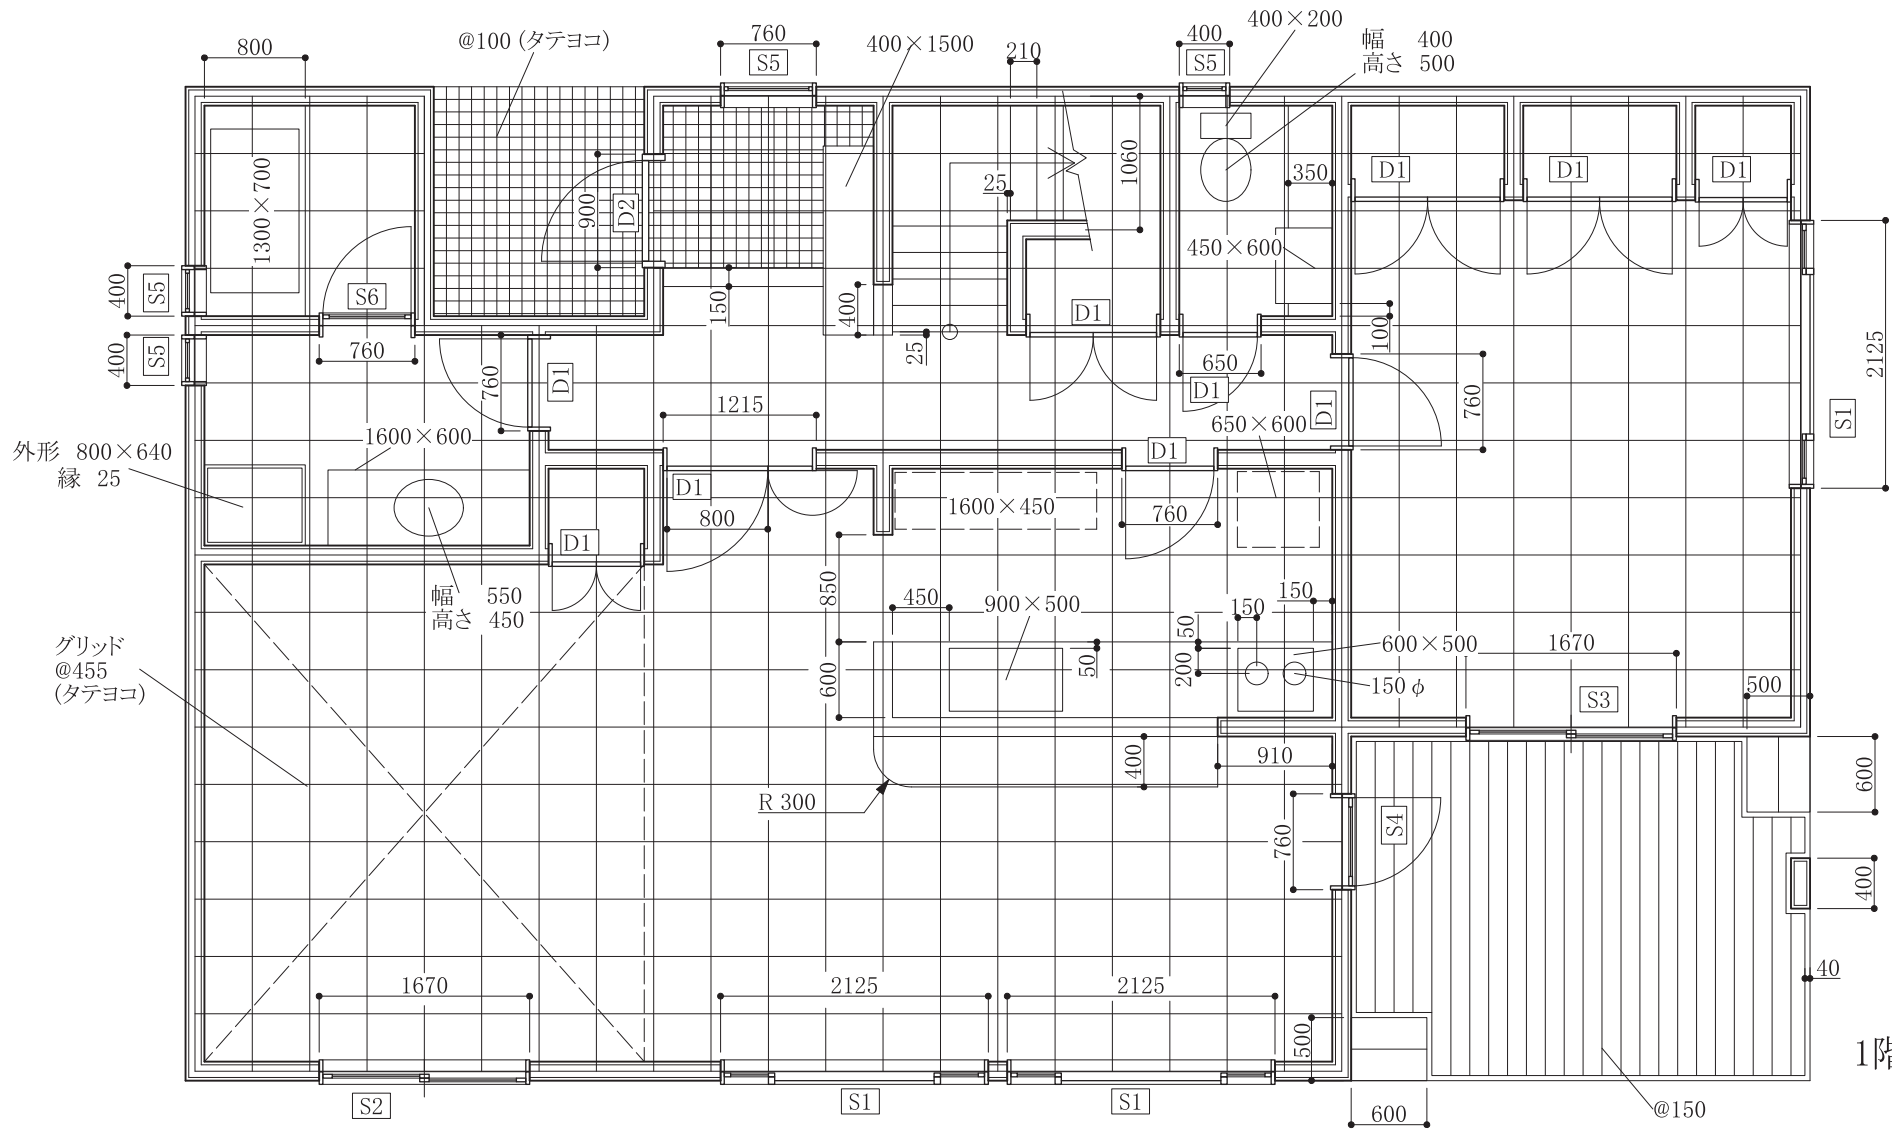 800
@100 (タテヨコ)
760
S5
400×1500
210
400
S5
400×200
幅 400
高さ 500
1300×700
900
D2
25
1060
350
450×600
D1
D1
D1
400
S5
S6
150
400
D1
100
2125
400
S5
760
760
D1
25
650
D1
D1
760
S1
1215
外形 800×640
縁 25
1600×600
D1
650×600
D1
800
1600×450
760
D1
幅 550
高さ 450
850
450
900×500
150
150
50
グリッド
@455
(タテヨコ)
600
50
200
600×500
150φ
1670
S3
500
R 300
400
910
600
760
S4
400
1670
2125
2125
40
500
1階
S2
S1
S1
600
@150